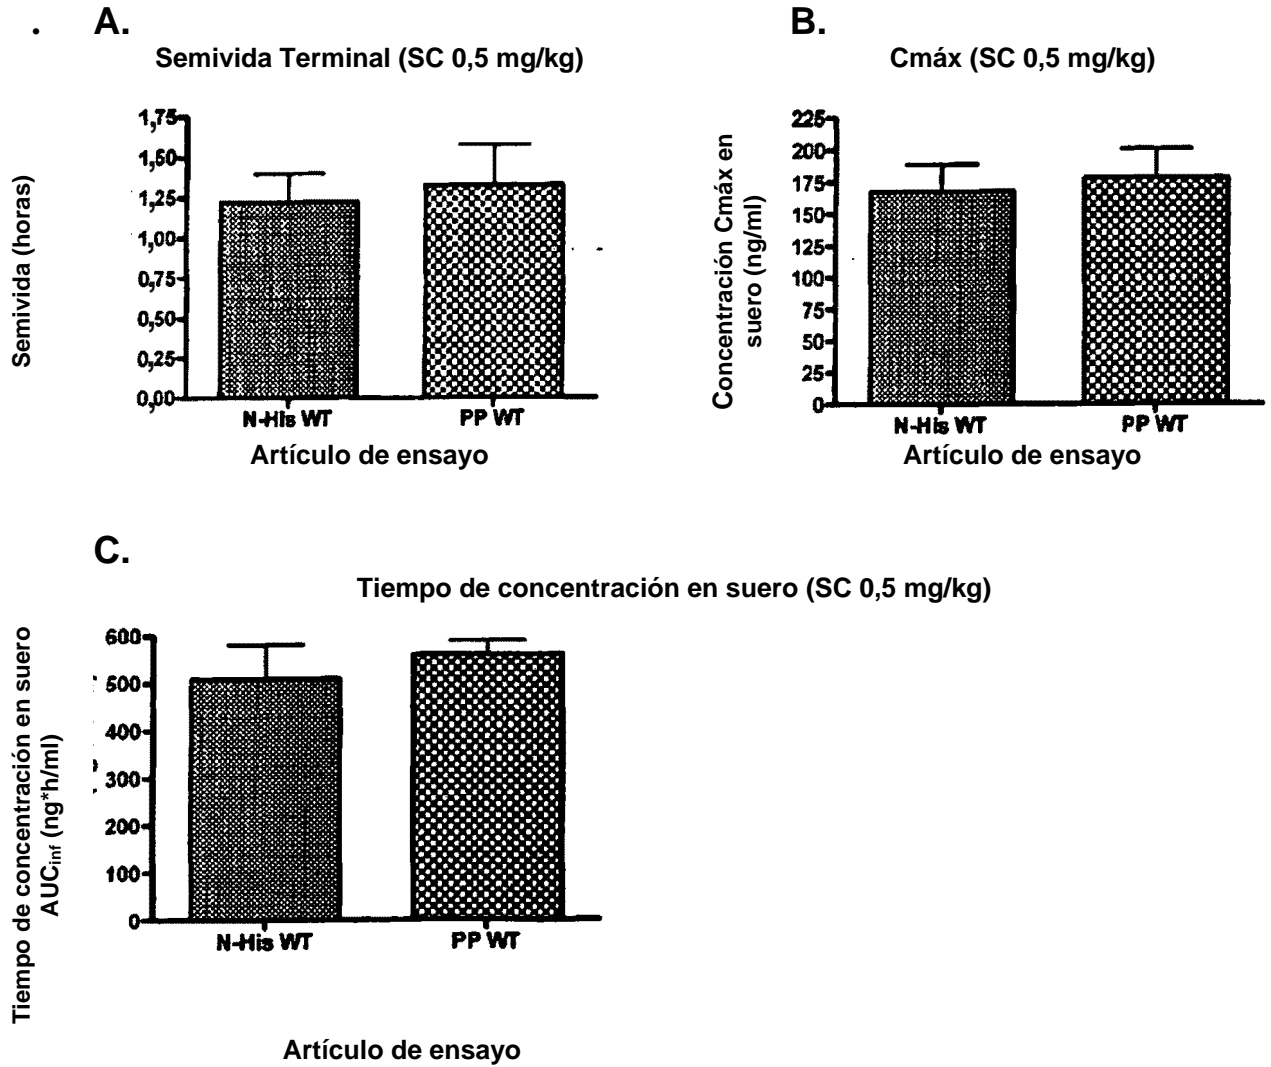 A.
Semivida Terminal (SC 0,5 mg/kg)
Semivida (horas)
1,75
1,50
1,25
1,00
0,75
0,50
0,25
0,00
N-His WT
PP WT
Artículo de ensayo
B.
Cmáx (SC 0,5 mg/kg)
Concentración Cmáx en
suero (ng/ml)
225
200
175
150
125
100
75
50
25
0
N-His WT
PP WT
Artículo de ensayo
C.
Tiempo de concentración en suero (SC 0,5 mg/kg)
Tiempo de concentración en suero
AUCinf (ng*h/ml)
600
500
400
300
200
100
0
N-His WT
PP WT
Artículo de ensayo